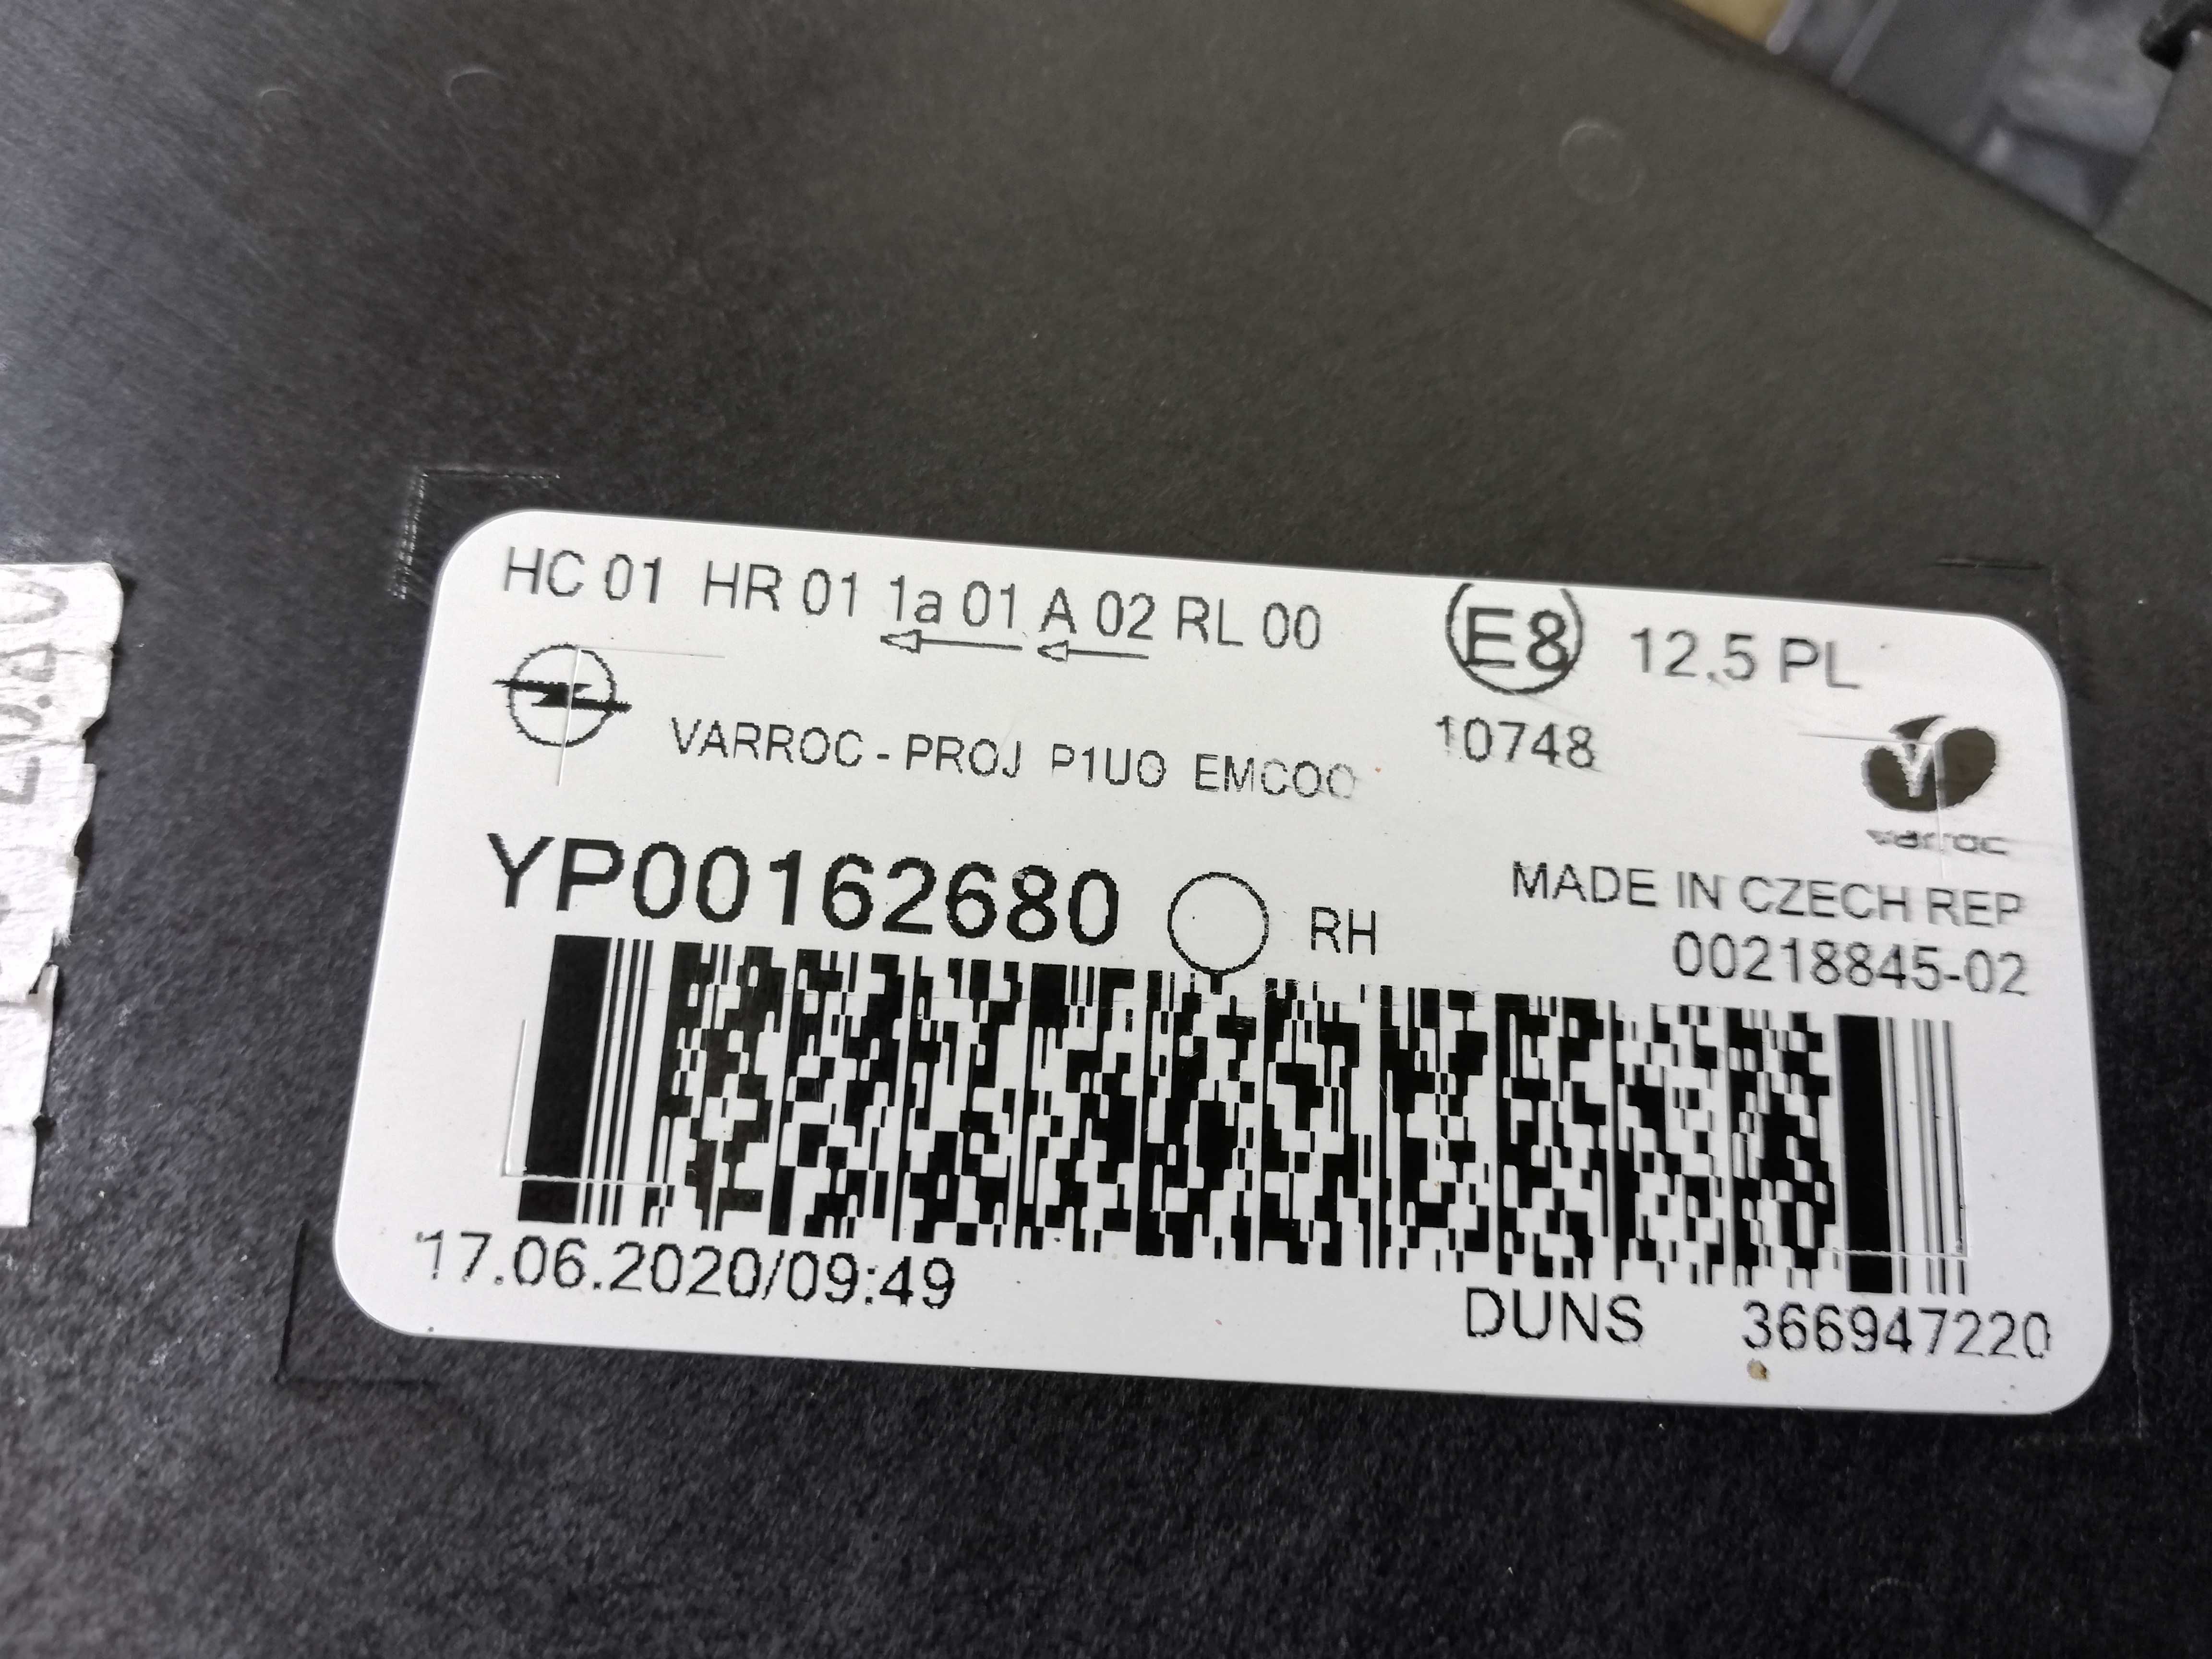 HC 01 HR 01 1a 01 A 02 RL 00
E8 12,5 PL
10748
VARROC - PROJ P1UO EMCOO
varroc
YP00162680 RH
MADE IN CZECH REP
00218845-02
17.06.2020/09:49
DUNS 366947220